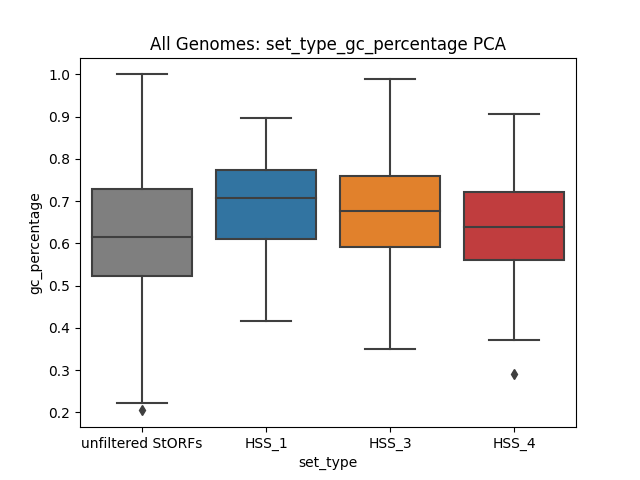 All Genomes: set_type_gc_percentage PCA
gc_percentage
1.0
0.9
0.8
0.7
0.6
0.5
0.4
0.3
0.2
unfiltered StORFs HSS_1 HSS_3 HSS_4
set_type